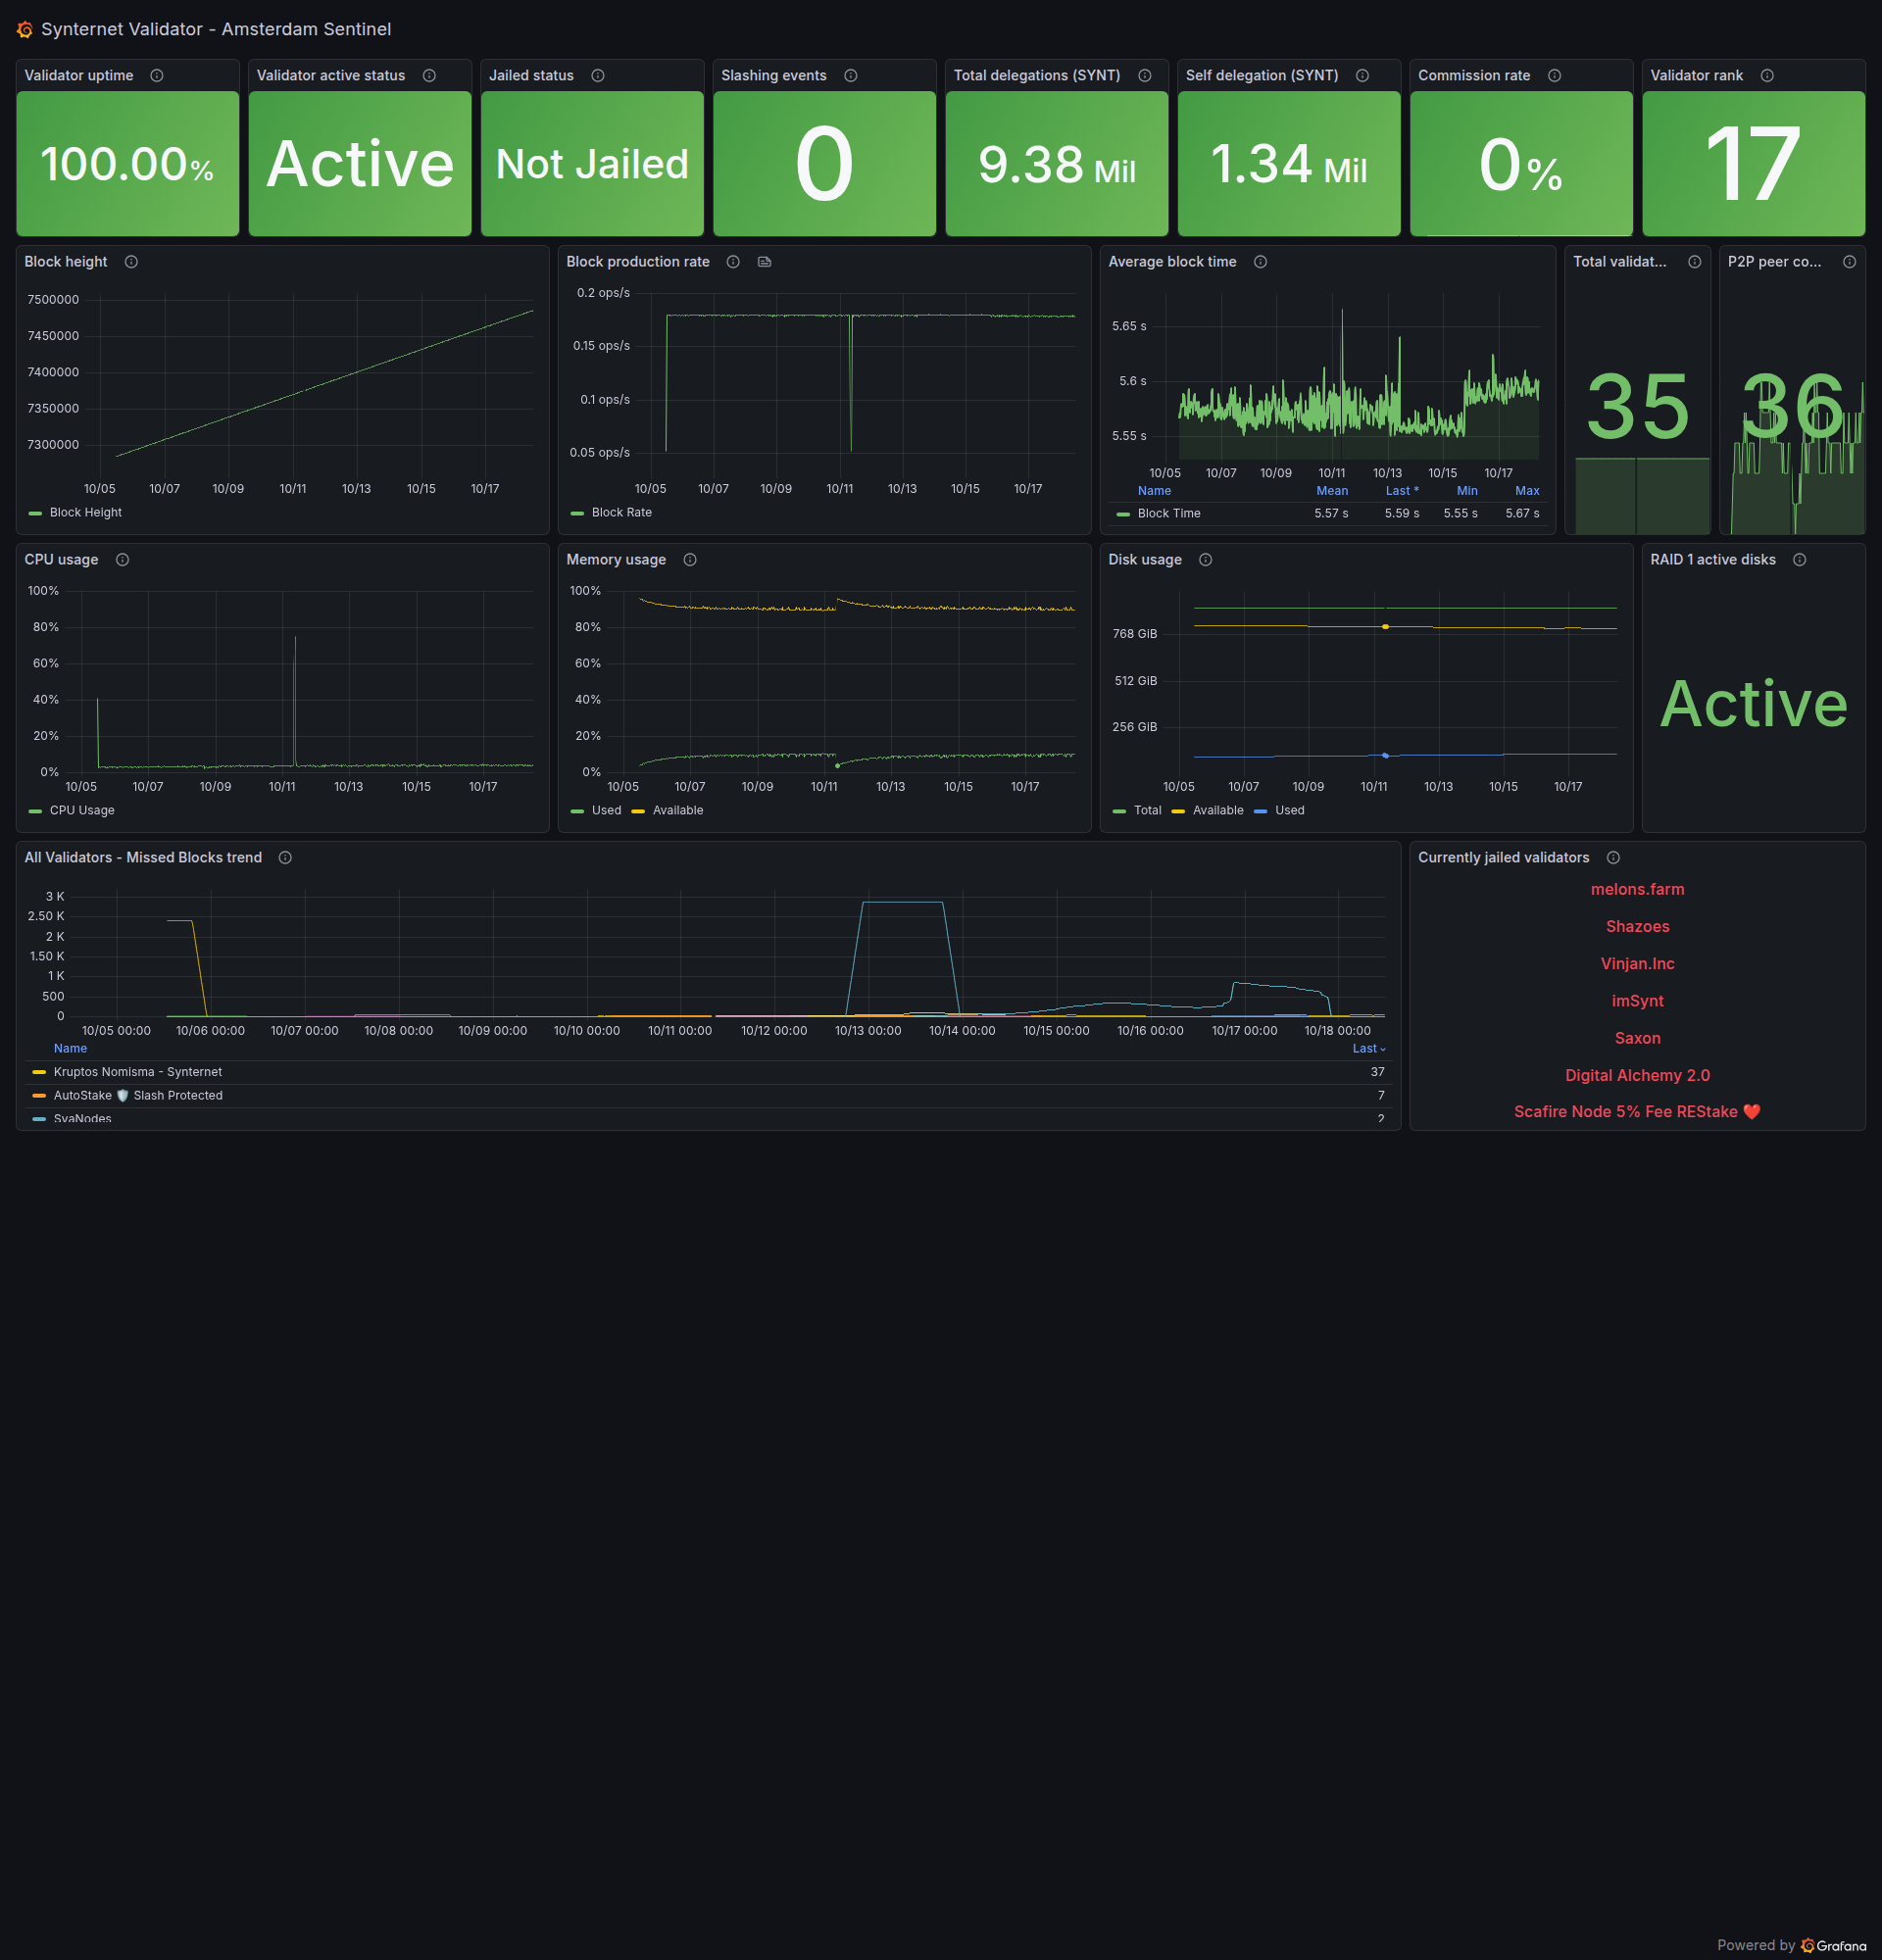 Synternet Validator - Amsterdam Sentinel
Validator uptime
100.00%
Validator active status
Active
Jailed status
Not Jailed
Slashing events
0
Total delegations (SYNT)
9.38 Mil
Self delegation (SYNT)
1.34 Mil
Commission rate
0%
Validator rank
17
Block height
7500000
7450000
7400000
7350000
7300000
10/05 10/07 10/09 10/11 10/13 10/15 10/17
Block Height
Block production rate
0.2 ops/s
0.15 ops/s
0.1 ops/s
0.05 ops/s
10/05 10/07 10/09 10/11 10/13 10/15 10/17
Block Rate
Average block time
5.65 s
5.6 s
5.55 s
10/05 10/07 10/09 10/11 10/13 10/15 10/17
Name Mean Last * Min Max
Block Time 5.57 s 5.59 s 5.55 s 5.67 s
Total validat...
35
P2P peer co...
36
CPU usage
100%
80%
60%
40%
20%
0%
10/05 10/07 10/09 10/11 10/13 10/15 10/17
CPU Usage
Memory usage
100%
80%
60%
40%
20%
0%
10/05 10/07 10/09 10/11 10/13 10/15 10/17
Used Available
Disk usage
768 GiB
512 GiB
256 GiB
10/05 10/07 10/09 10/11 10/13 10/15 10/17
Total Available Used
RAID 1 active disks
Active
All Validators - Missed Blocks trend
3 K
2.50 K
2 K
1.50 K
1 K
500
0
10/05 00:00 10/06 00:00 10/07 00:00 10/08 00:00 10/09 00:00 10/10 00:00 10/11 00:00 10/12 00:00 10/13 00:00 10/14 00:00 10/15 00:00 10/16 00:00 10/17 00:00 10/18 00:00
Name Last
Kruptos Nomisma - Synternet 37
AutoStake 🛡️ Slash Protected 7
SvaNodes 2
Currently jailed validators
melons.farm
Shazoes
Vinjan.Inc
imSynt
Saxon
Digital Alchemy 2.0
Scafire Node 5% Fee REStake ❤️
Powered by Grafana